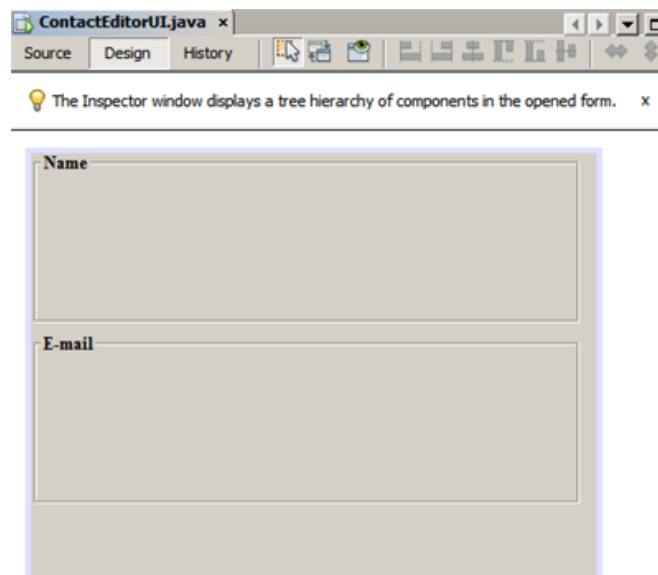 ContactEditorUI.java x
Source Design History
The Inspector window displays a tree hierarchy of components in the opened form. x
Name
E-mail